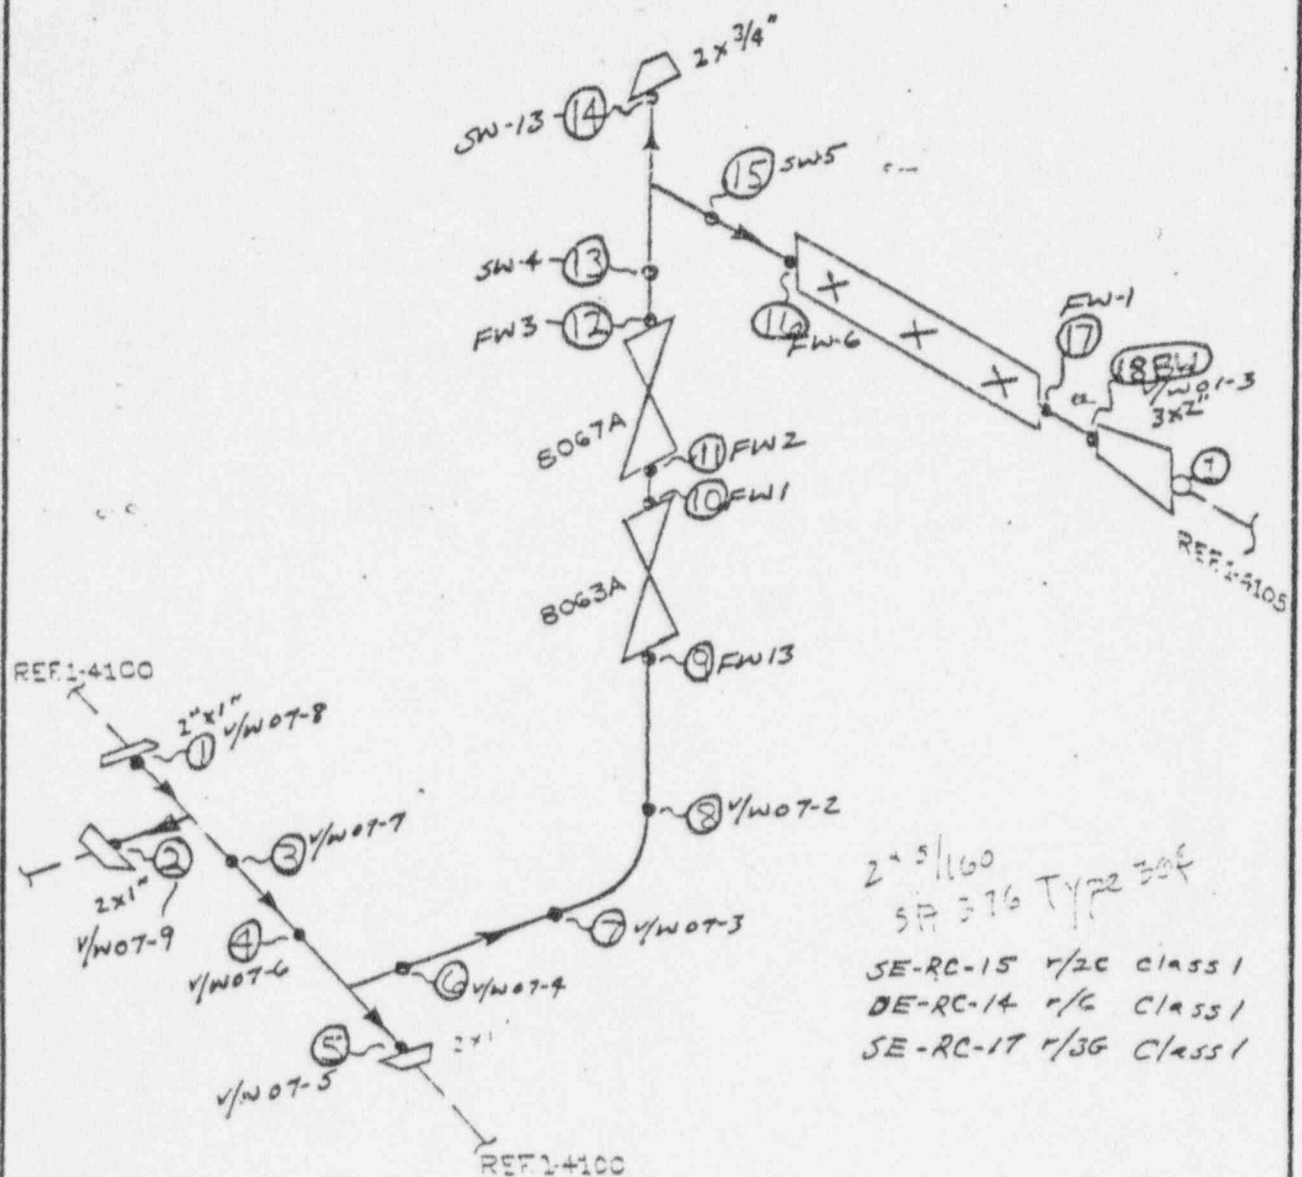 2 x 3/4"
SW-13 14
15 SW5
SW-4 13
FW3 12
16
FW-6
FW-1
17
18BW
V/W01-3
3x2"
8067A
11 FW2
10 FW1
8063A
9 FW13
REF.1-4105
REF.1-4100
2"x1"
1 V/W07-8
2
2x1"
V/W07-9
3 V/W07-7
4
V/W07-6
8 V/W07-2
7 V/W07-3
6 V/W07-4
5
2x1
V/W07-5
REF.1-4100
2" S/160
SA 376 Type
SE-RC-15 r/2C Class 1
DE-RC-14 r/6 Class 1
SE-RC-17 r/3G Class 1